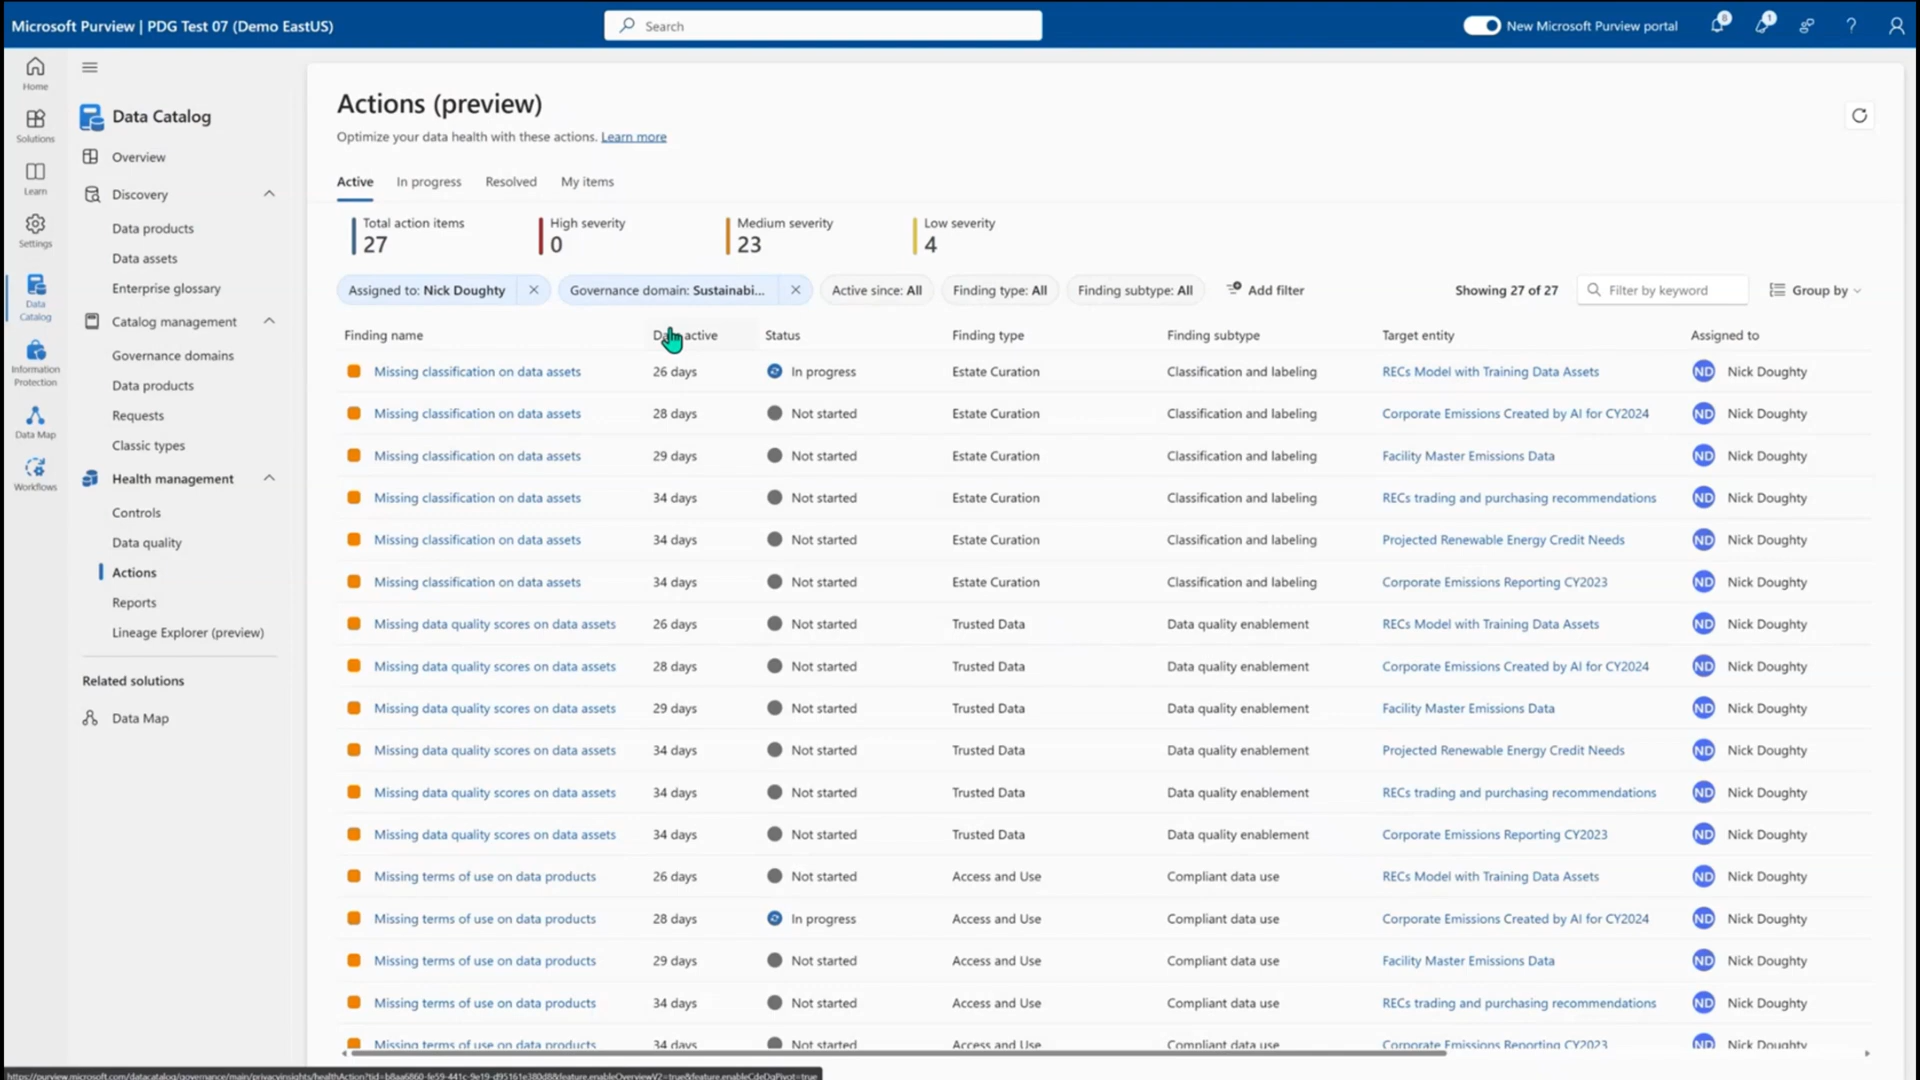 Microsoft Purview | PDG Test 07 (Demo EastUS)
Search
New Microsoft Purview portal
6
1
Home
Solutions
Learn
Settings
Data Catalog
Information Protection
Data Map
Workflows
Data Catalog
Overview
Discovery
Data products
Data assets
Enterprise glossary
Catalog management
Governance domains
Data products
Requests
Classic types
Health management
Controls
Data quality
Actions
Reports
Lineage Explorer (preview)
Related solutions
Data Map
Actions (preview)
Optimize your data health with these actions. Learn more
Active In progress Resolved My items
Total action items High severity Medium severity Low severity
27 0 23 4
Assigned to: Nick Doughty Governance domain: Sustainabi... Active since: All Finding type: All Finding subtype: All Add filter Showing 27 of 27 Filter by keyword Group by
Finding name active Status Finding type Finding subtype Target entity Assigned to
Missing classification on data assets 26 days In progress Estate Curation Classification and labeling RECs Model with Training Data Assets ND Nick Doughty
Missing classification on data assets 28 days Not started Estate Curation Classification and labeling Corporate Emissions Created by AI for CY2024 ND Nick Doughty
Missing classification on data assets 29 days Not started Estate Curation Classification and labeling Facility Master Emissions Data ND Nick Doughty
Missing classification on data assets 34 days Not started Estate Curation Classification and labeling RECs trading and purchasing recommendations ND Nick Doughty
Missing classification on data assets 34 days Not started Estate Curation Classification and labeling Projected Renewable Energy Credit Needs ND Nick Doughty
Missing classification on data assets 34 days Not started Estate Curation Classification and labeling Corporate Emissions Reporting CY2023 ND Nick Doughty
Missing data quality scores on data assets 26 days Not started Trusted Data Data quality enablement RECs Model with Training Data Assets ND Nick Doughty
Missing data quality scores on data assets 28 days Not started Trusted Data Data quality enablement Corporate Emissions Created by AI for CY2024 ND Nick Doughty
Missing data quality scores on data assets 29 days Not started Trusted Data Data quality enablement Facility Master Emissions Data ND Nick Doughty
Missing data quality scores on data assets 34 days Not started Trusted Data Data quality enablement Projected Renewable Energy Credit Needs ND Nick Doughty
Missing data quality scores on data assets 34 days Not started Trusted Data Data quality enablement RECs trading and purchasing recommendations ND Nick Doughty
Missing data quality scores on data assets 34 days Not started Trusted Data Data quality enablement Corporate Emissions Reporting CY2023 ND Nick Doughty
Missing terms of use on data products 26 days Not started Access and Use Compliant data use RECs Model with Training Data Assets ND Nick Doughty
Missing terms of use on data products 28 days In progress Access and Use Compliant data use Corporate Emissions Created by AI for CY2024 ND Nick Doughty
Missing terms of use on data products 29 days Not started Access and Use Compliant data use Facility Master Emissions Data ND Nick Doughty
Missing terms of use on data products 34 days Not started Access and Use Compliant data use RECs trading and purchasing recommendations ND Nick Doughty
Missing terms of use on data products 34 days Not started Access and Use Compliant data use Corporate Emissions Reporting CY2023 ND Nick Doughty